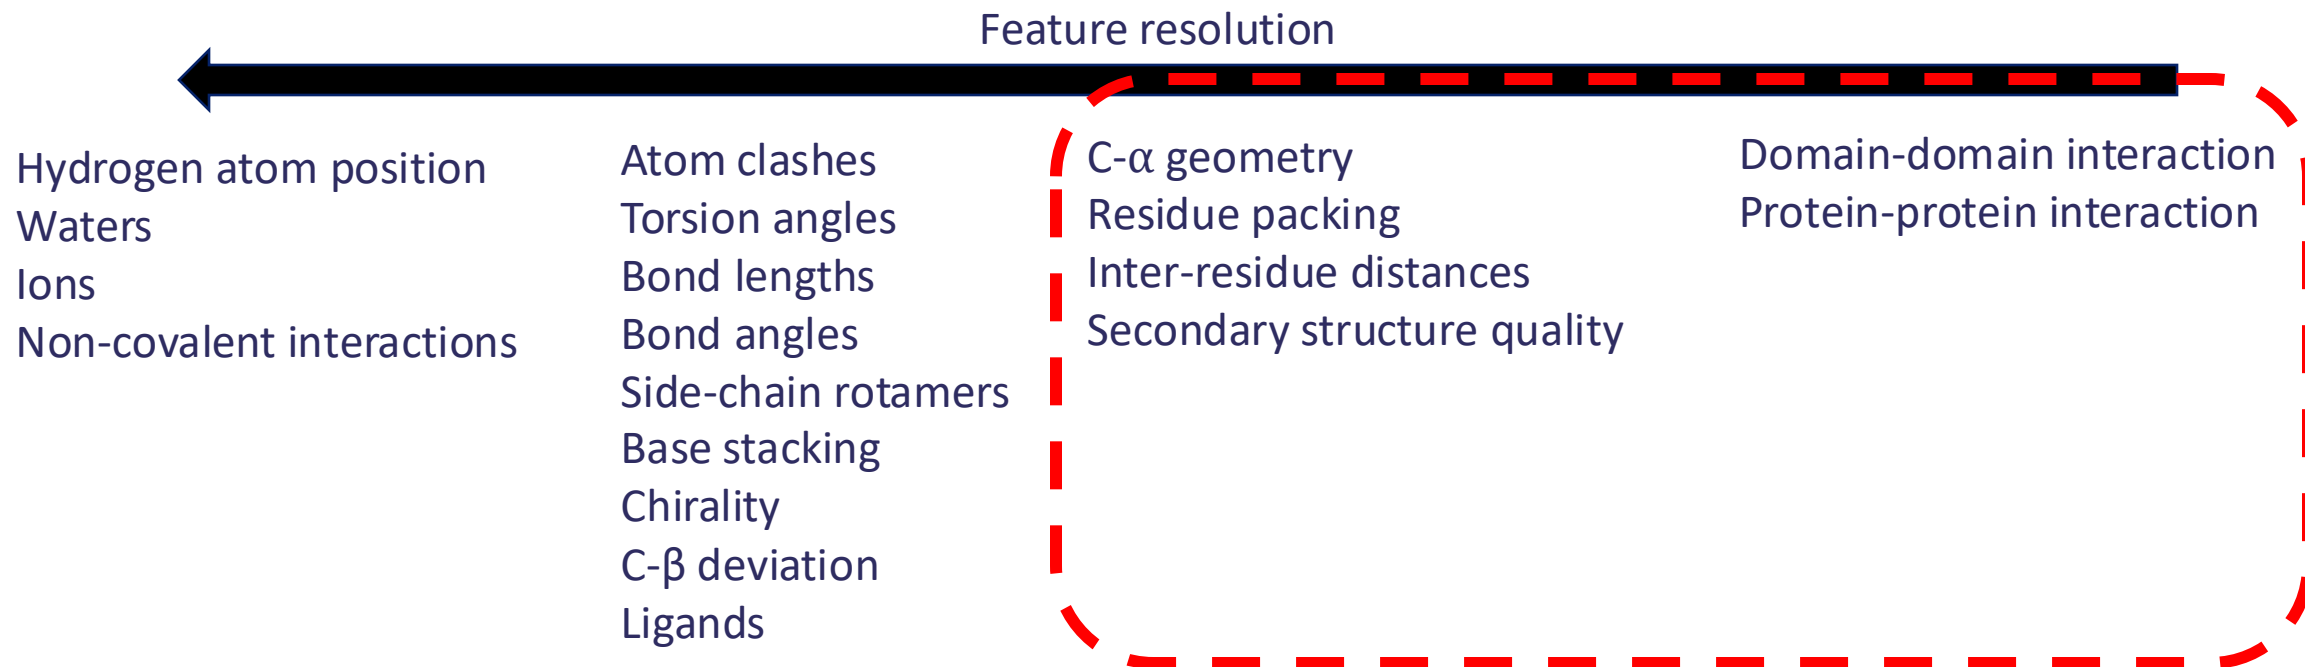 Feature resolution
Hydrogen atom position
Waters
Ions
Non-covalent interactions
Atom clashes
Torsion angles
Bond lengths
Bond angles
Side-chain rotamers
Base stacking
Chirality
C-β deviation
Ligands
C-α geometry
Residue packing
Inter-residue distances
Secondary structure quality
Domain-domain interaction
Protein-protein interaction